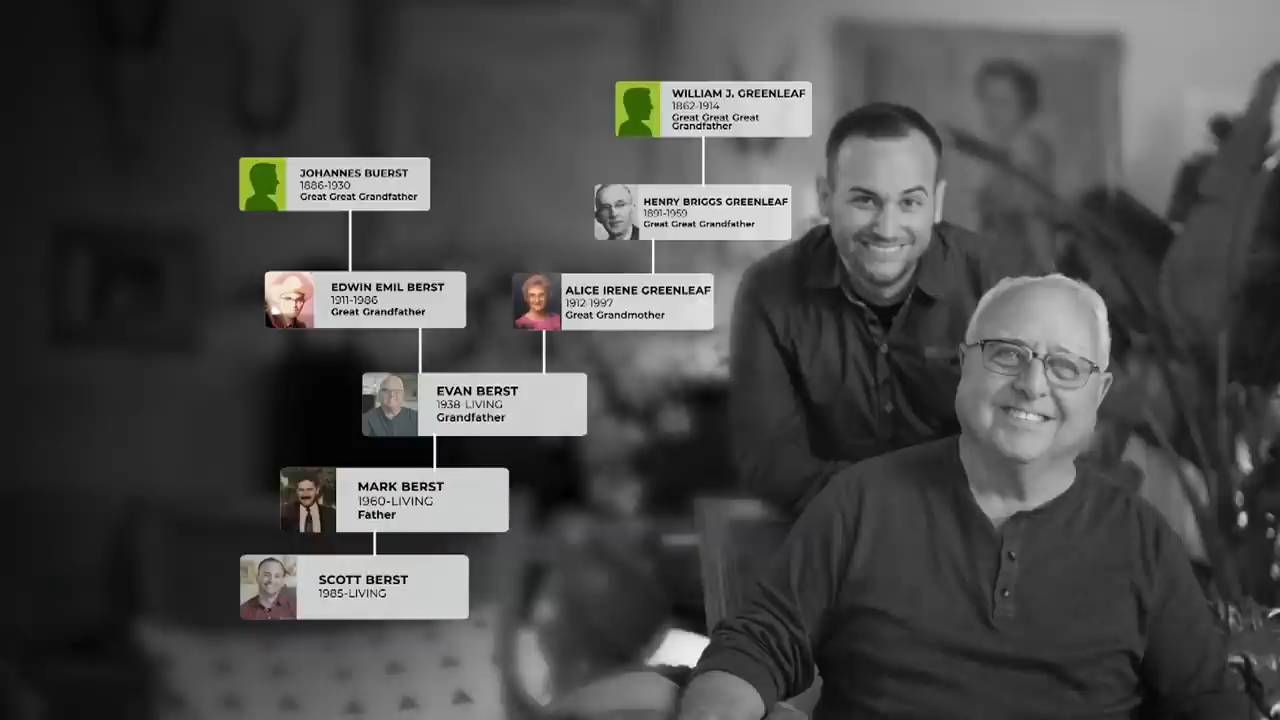 WILLIAM J. GREENLEAF
1862-1914
Great Great Great
Grandfather
JOHANNES BUERST
1886-1930
Great Great Grandfather
HENRY BRIGGS GREENLEAF
1891-1959
Great Great Grandfather
EDWIN EMIL BERST
1911-1986
Great Grandfather
ALICE IRENE GREENLEAF
1912-1997
Great Grandmother
EVAN BERST
1938-LIVING
Grandfather
MARK BERST
1960-LIVING
Father
SCOTT BERST
1985-LIVING